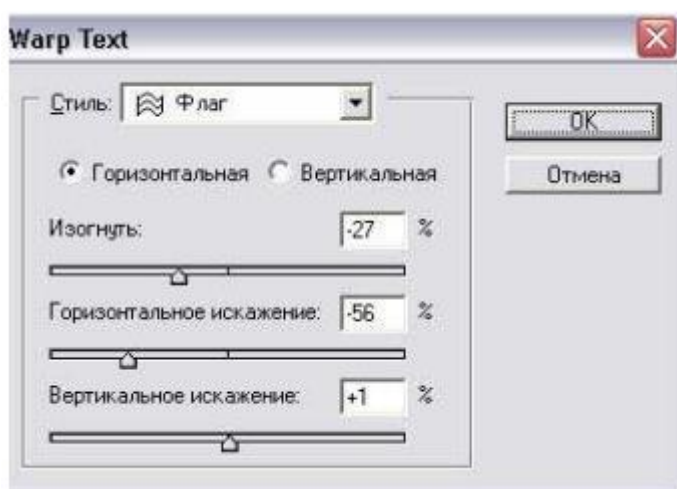 Warp Text
Стиль: Флаг
OK
Горизонтальная Вертикальная
Отмена
Изогнуть: -27 %
Горизонтальное искажение: -56 %
Вертикальное искажение: +1 %